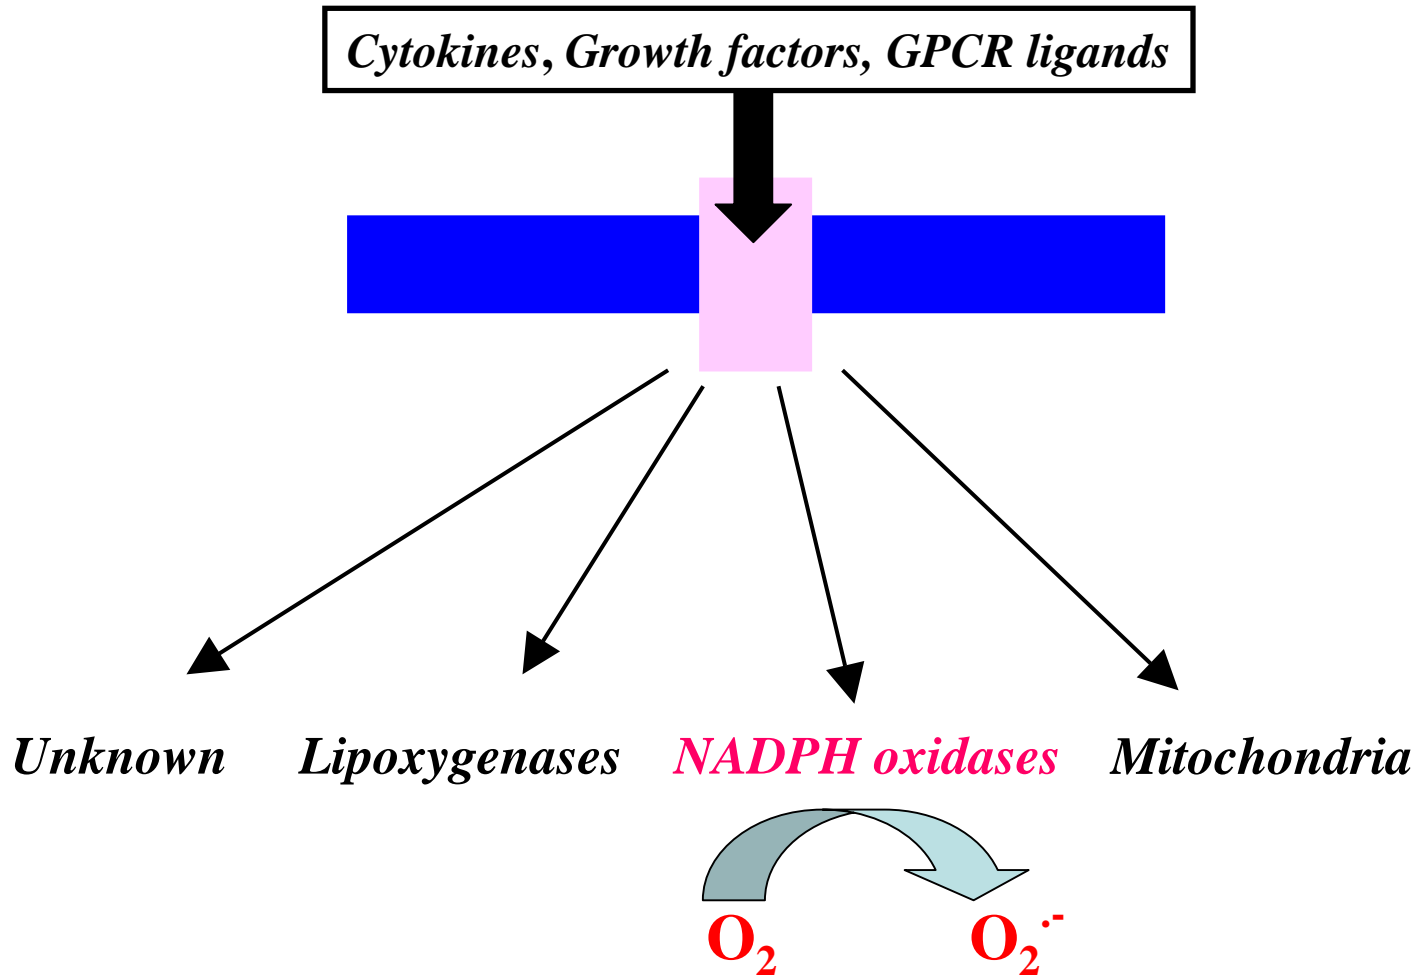 Cytokines, Growth factors, GPCR ligands
Unknown Lipoxygenases NADPH oxidases Mitochondria
O₂ O₂·⁻